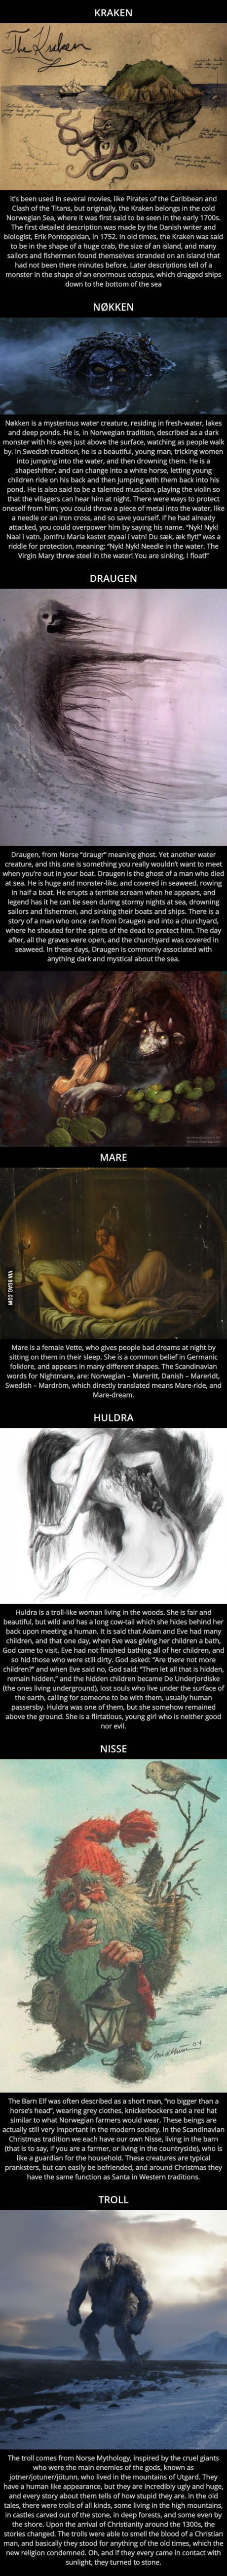 KRAKEN
The Kraken
It's been used in several movies, like Pirates of the Caribbean and
Clash of the Titans, but originally, the Kraken belongs in the cold
Norwegian Sea, where it was first said to be seen in the early 1700s.
The first detailed description was made by the Danish writer and
biologist, Erik Pontoppidan, in 1752. In old times, the Kraken was said
to be in the shape of a huge crab, the size of an island, and many
sailors and fishermen found themselves stranded on an island that
had not been there minutes before. Later descriptions tell of a
monster in the shape of an enormous octopus, which dragged ships
down to the bottom of the sea
NØKKEN
Nøkken is a mysterious water creature, residing in fresh-water, lakes
and deep ponds. He is, in Norwegian tradition, described as a dark
monster with his eyes just above the surface, watching as people walk
by. In Swedish tradition, he is a beautiful, young man, tricking women
into jumping into the water, and then drowning them. He is a
shapeshifter, and can change into a white horse, letting young
children ride on his back and then jumping with them back into his
pond. He is also said to be a talented musician, playing the violin so
that the villagers can hear him at night. There were ways to protect
oneself from him; you could throw a piece of metal into the water, like
a needle or an iron cross, and so save yourself. If he had already
attacked, you could overpower him by saying his name. "Nyk! Nyk!
Naal i vatn. Jomfru Maria kastet styaal i vatn! Du sæk, æk flyt!" was a
riddle for protection, meaning: "Nyk! Nyk! Needle in the water. The
Virgin Mary threw steel in the water! You are sinking, I float!"
DRAUGEN
Draugen, from Norse "draugr" meaning ghost. Yet another water
creature, and this one is something you really wouldn't want to meet
when you're out in your boat. Draugen is the ghost of a man who died
at sea. He is huge and monster-like, and covered in seaweed, rowing
in half a boat. He erupts a terrible scream when he appears, and
legend has it he can be seen during stormy nights at sea, drowning
sailors and fishermen, and sinking their boats and ships. There is a
story of a man who once ran from Draugen and into a churchyard,
where he shouted for the spirits of the dead to protect him. The day
after, all the graves were open, and the churchyard was covered in
seaweed. In these days, Draugen is commonly associated with
anything dark and mystical about the sea.
MARE
VIA 9GAG.COM
Mare is a female Vette, who gives people bad dreams at night by
sitting on them in their sleep. She is a common belief in Germanic
folklore, and appears in many different shapes. The Scandinavian
words for Nightmare, are: Norwegian – Mareritt, Danish – Mareridt,
Swedish – Mardröm, which directly translated means Mare-ride, and
Mare-dream.
HULDRA
Huldra is a troll-like woman living in the woods. She is fair and
beautiful, but wild and has a long cow-tail which she hides behind her
back upon meeting a human. It is said that Adam and Eve had many
children, and that one day, when Eve was giving her children a bath,
God came to visit. Eve had not finished bathing all of her children, and
so hid those who were still dirty. God asked: "Are there not more
children?" and when Eve said no, God said: "Then let all that is hidden,
remain hidden," and the hidden children became De Underjordiske
(the ones living underground), lost souls who live under the surface of
the earth, calling for someone to be with them, usually human
passersby. Huldra was one of them, but she somehow remained
above the ground. She is a flirtatious, young girl who is neither good
nor evil.
NISSE
The Barn Elf was often described as a short man, "no bigger than a
horse's head", wearing grey clothes, knickerbockers and a red hat
similar to what Norwegian farmers would wear. These beings are
actually still very important in the modern society. In the Scandinavian
Christmas tradition we each have our own Nisse, living in the barn
(that is to say, if you are a farmer, or living in the countryside), who is
like a guardian for the household. These creatures are typical
pranksters, but can easily be befriended, and around Christmas they
have the same function as Santa in Western traditions.
TROLL
The troll comes from Norse Mythology, inspired by the cruel giants
who were the main enemies of the gods, known as
jotner/jotuner/jötunn, who lived in the mountains of Utgard. They
have a human like appearance, but they are incredibly ugly and huge,
and every story about them tells of how stupid they are. In the old
tales, there were trolls of all kinds, some living in the high mountains,
in castles carved out of the stone, in deep forests, and some even by
the shore. Upon the arrival of Christianity around the 1300s, the
stories changed. The trolls were able to smell the blood of a Christian
man, and basically they stood for anything of the old times, which the
new religion condemned. Oh, and if they every came in contact with
sunlight, they turned to stone.